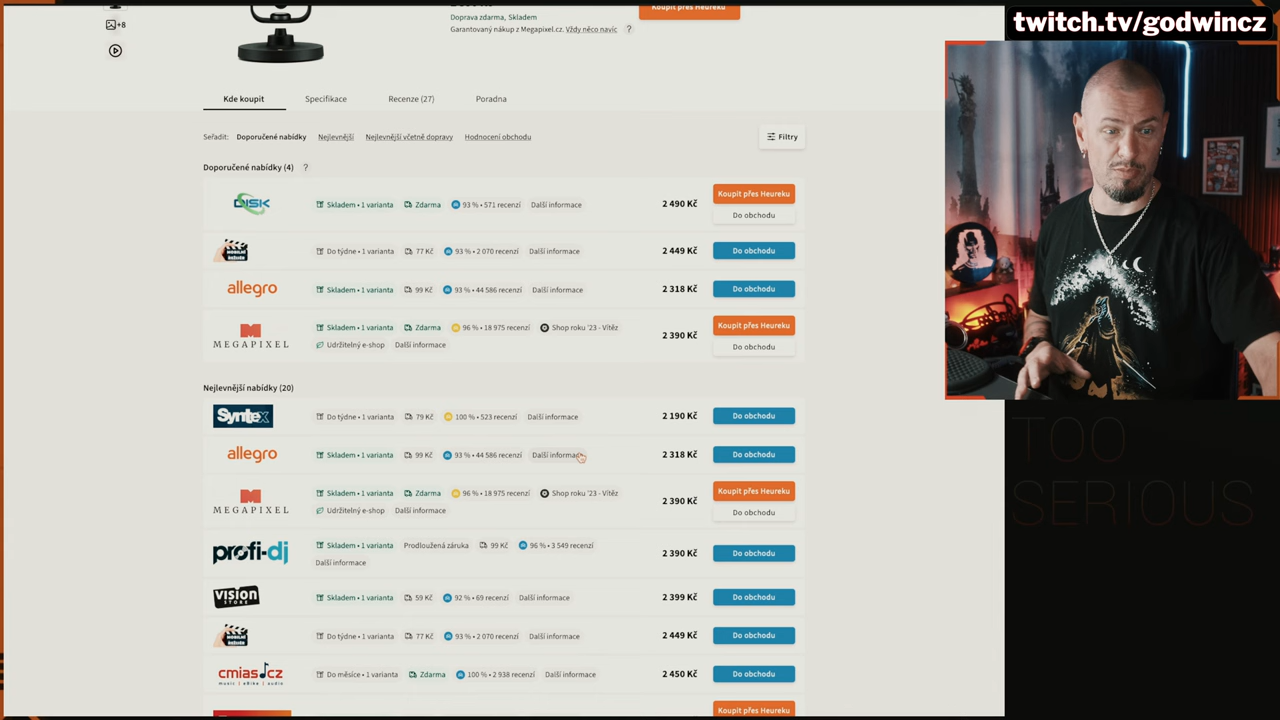 twitch.tv/godwincz
+8
Doprava zdarma, Skladem
Koupit přes Heureku
Garantovaný nákup z Megapixel.cz. Vždy něco navíc ?
Kde koupit Specifikace Recenze (27) Poradna
Seřadit: Doporučené nabídky Nejlevnější Nejlevnější včetně dopravy Hodnocení obchodu Filtry
Doporučené nabídky (4) ?
DISK Skladem • 1 varianta Zdarma 93 % • 571 recenzí Další informace 2 490 Kč Koupit přes Heureku
Do obchodu
Do týdne • 1 varianta 77 Kč 93 % • 2 070 recenzí Další informace 2 449 Kč Do obchodu
allegro Skladem • 1 varianta 99 Kč 93 % • 44 586 recenzí Další informace 2 318 Kč Do obchodu
MEGAPIXEL Skladem • 1 varianta Zdarma 96 % • 18 975 recenzí Shop roku '23 - Vítěz 2 390 Kč Koupit přes Heureku
Udržitelný e-shop Další informace Do obchodu
Nejlevnější nabídky (20)
Syntex Do týdne • 1 varianta 79 Kč 100 % • 523 recenzí Další informace 2 190 Kč Do obchodu
allegro Skladem • 1 varianta 99 Kč 93 % • 44 586 recenzí Další informace 2 318 Kč Do obchodu
MEGAPIXEL Skladem • 1 varianta Zdarma 96 % • 18 975 recenzí Shop roku '23 - Vítěz 2 390 Kč Koupit přes Heureku
Udržitelný e-shop Další informace Do obchodu
profi-dj Skladem • 1 varianta Prodloužená záruka 99 Kč 96 % • 3 549 recenzí 2 390 Kč Do obchodu
Další informace
VISION STORE Skladem • 1 varianta 59 Kč 92 % • 69 recenzí Další informace 2 399 Kč Do obchodu
Do týdne • 1 varianta 77 Kč 93 % • 2 070 recenzí Další informace 2 449 Kč Do obchodu
cmias.cz Do měsíce • 1 varianta Zdarma 100 % • 2 938 recenzí Další informace 2 450 Kč Do obchodu
music | eBike | audio
Koupit přes Heureku
TOO
SERIOUS